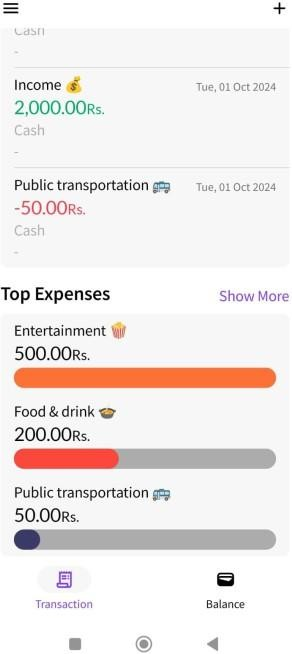 Cash
-
Income 💰 Tue, 01 Oct 2024
2,000.00Rs.
Cash
-
Public transportation 🚌 Tue, 01 Oct 2024
-50.00Rs.
Cash
-
Top Expenses Show More
Entertainment 🍿
500.00Rs.
Food & drink 🍲
200.00Rs.
Public transportation 🚌
50.00Rs.
Transaction Balance